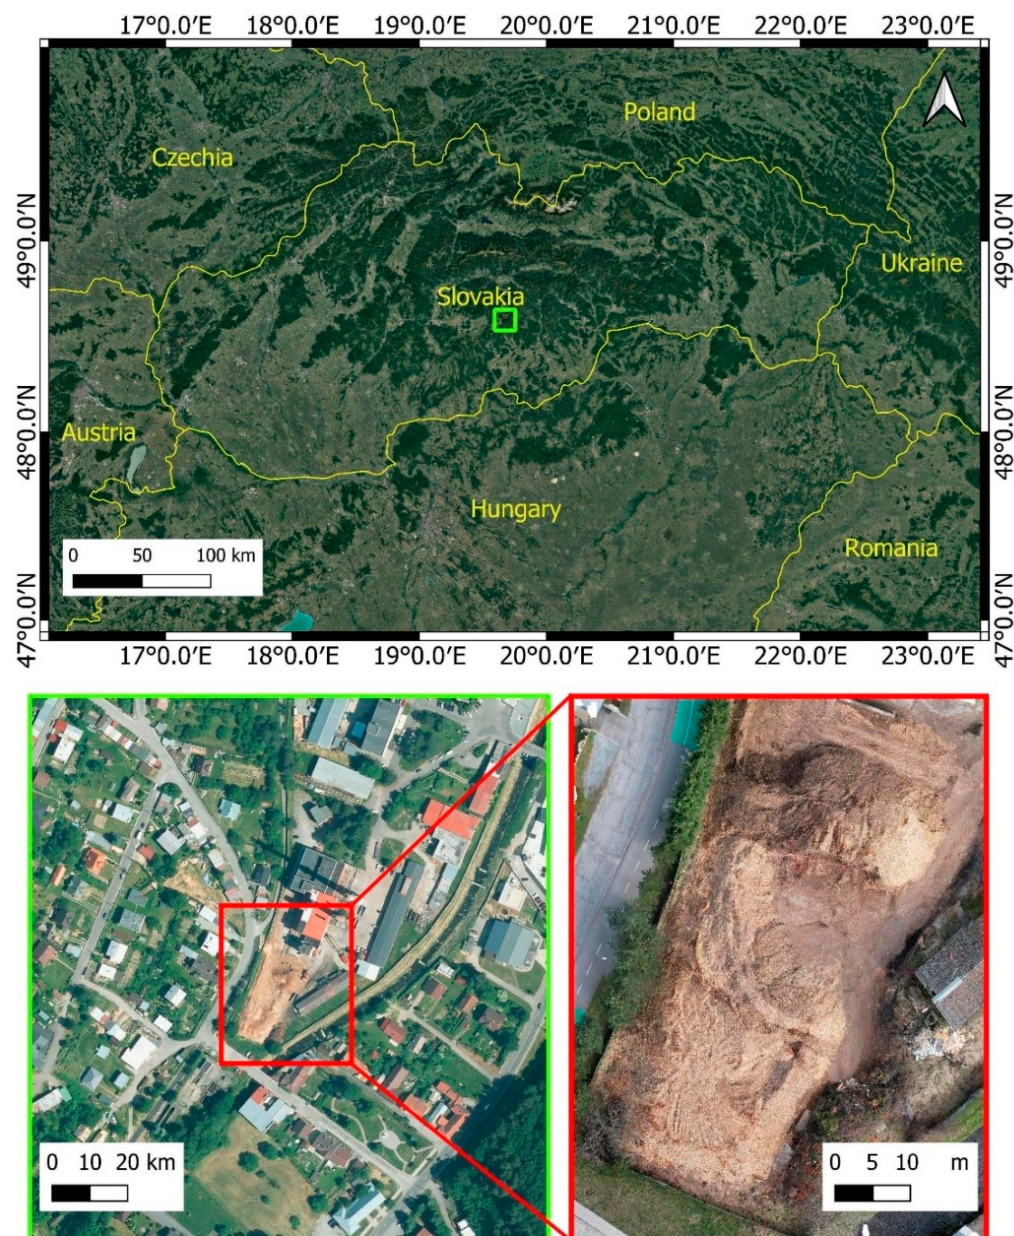 17°0.0′E 18°0.0′E 19°0.0′E 20°0.0′E 21°0.0′E 22°0.0′E 23°0.0′E
Poland
Czechia
49°0.0′N
49°0.0′N
Ukraine
Slovakia
48°0.0′N
48°0.0′N
Austria
Hungary
Romania
0 50 100 km
47°0.0′N
47°0.0′N
17°0.0′E 18°0.0′E 19°0.0′E 20°0.0′E 21°0.0′E 22°0.0′E 23°0.0′E
0 10 20 km
0 5 10 m